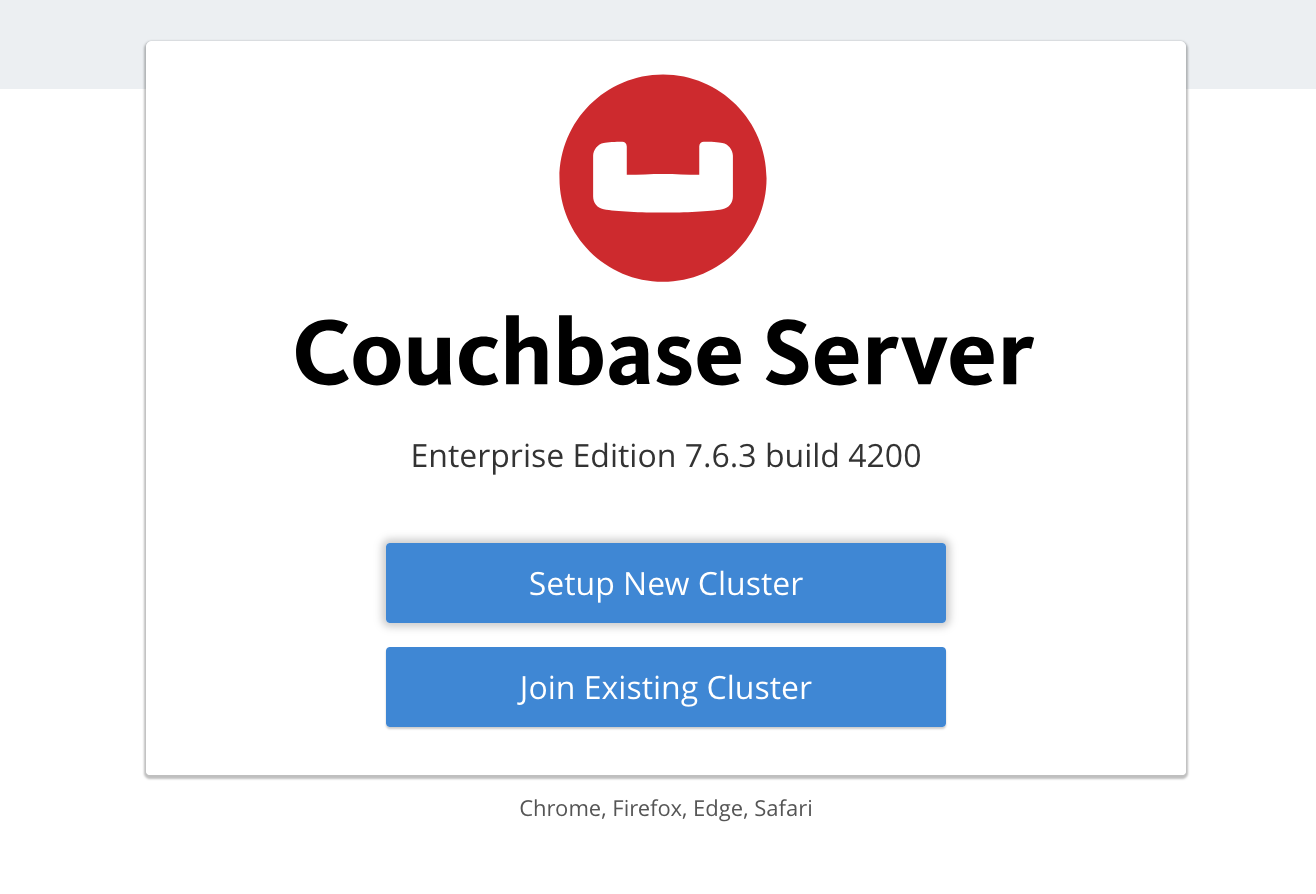 Couchbase Server
Enterprise Edition 7.6.3 build 4200
Setup New Cluster
Join Existing Cluster
Chrome, Firefox, Edge, Safari